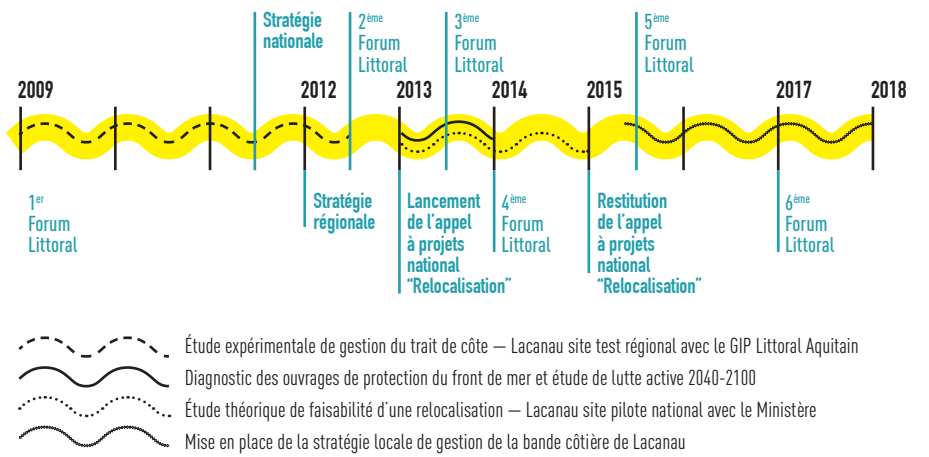 Stratégie
nationale
2ème
Forum
Littoral
3ème
Forum
Littoral
5ème
Forum
Littoral
2009
2012
2013
2014
2015
2017
2018
1er
Forum
Littoral
Stratégie
régionale
Lancement
de l’appel
à projets
national
“Relocalisation”
4ème
Forum
Littoral
Restitution
de l’appel
à projets
national
“Relocalisation”
6ème
Forum
Littoral
Étude expérimentale de gestion du trait de côte — Lacanau site test régional avec le GIP Littoral Aquitain
Diagnostic des ouvrages de protection du front de mer et étude de lutte active 2040-2100
Étude théorique de faisabilité d’une relocalisation — Lacanau site pilote national avec le Ministère
Mise en place de la stratégie locale de gestion de la bande côtière de Lacanau